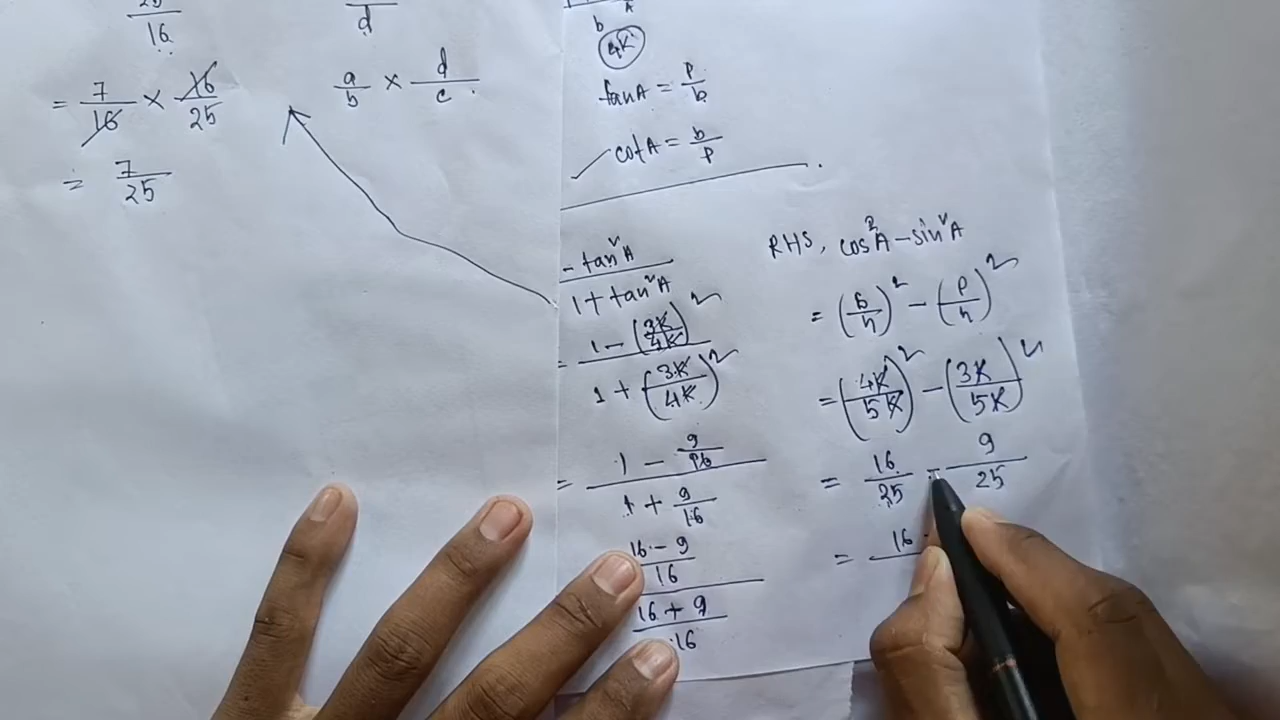 25/16
/d
= 7/16 × 16/25
a/b × d/c
= 7/25
b A
4K
tanA = P/b
cotA = b/P
- tan²A / 1 + tan²A
= 1 - (3K/4K)² / 1 + (3K/4K)²
= 1 - 9/16 / 1 + 9/16
16 - 9/16 / 16 + 9/16
RHS, cos²A - sin²A
= (b/h)² - (P/h)²
= (4K/5K)² - (3K/5K)²
= 16/25 - 9/25
= 16